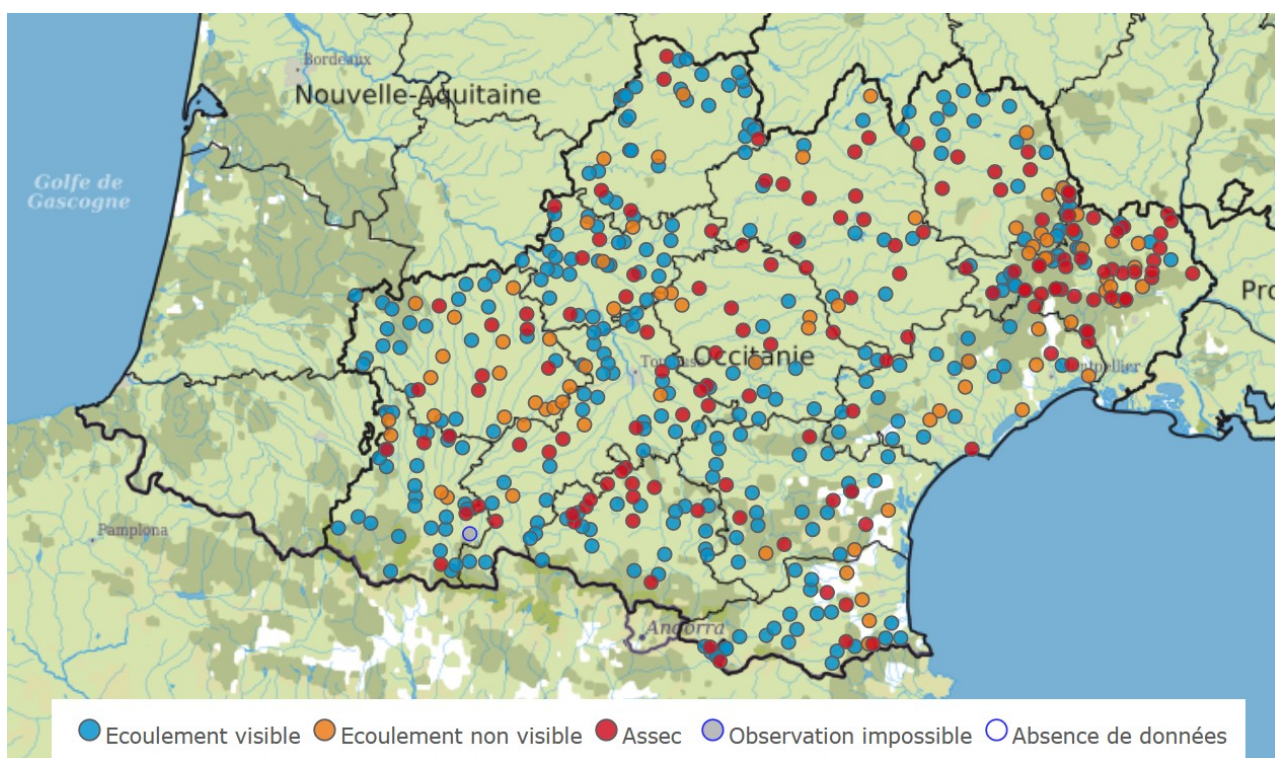 Bordeaux
Nouvelle-Aquitaine
Golfe de
Gascogne
Pro
Occitanie
Pamplona
Andorra
Ecoulement visible Ecoulement non visible Assec Observation impossible Absence de données